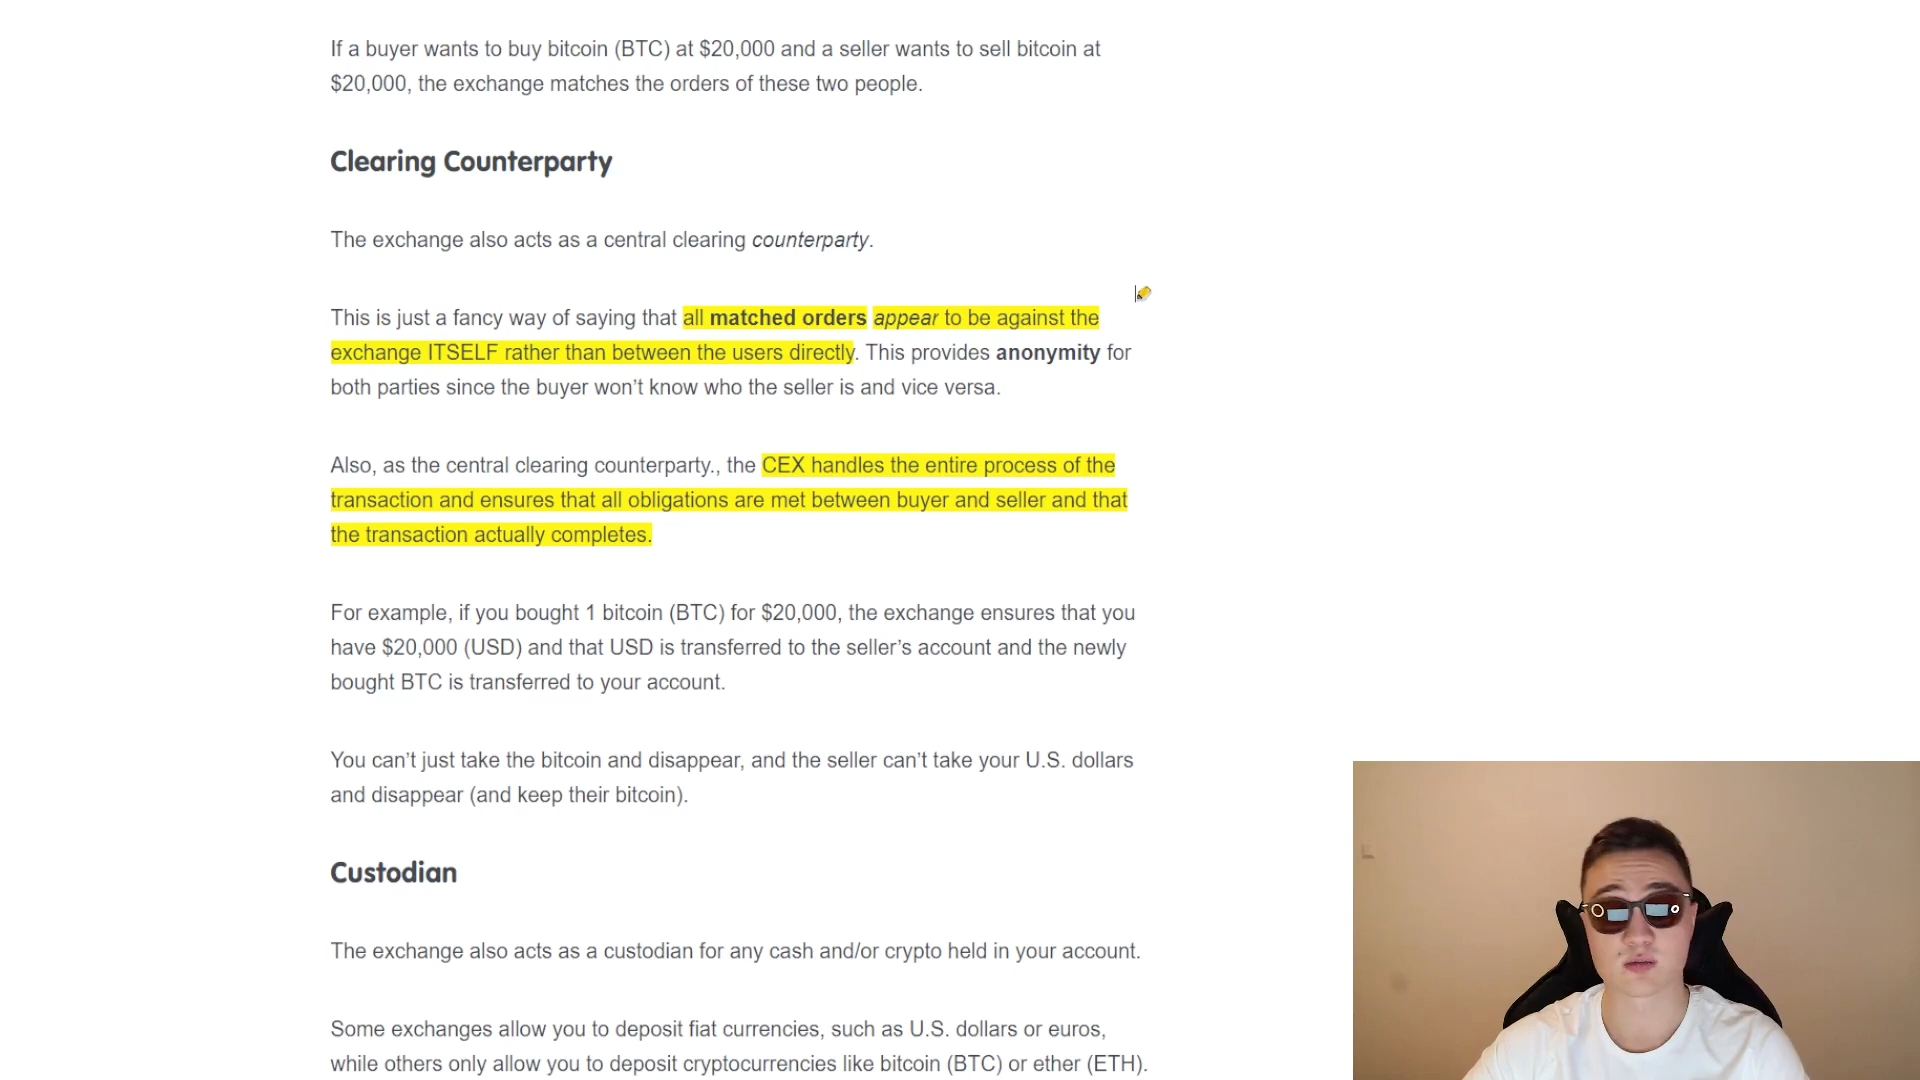 If a buyer wants to buy bitcoin (BTC) at $20,000 and a seller wants to sell bitcoin at
$20,000, the exchange matches the orders of these two people.
Clearing Counterparty
The exchange also acts as a central clearing counterparty.
This is just a fancy way of saying that all matched orders appear to be against the
exchange ITSELF rather than between the users directly. This provides anonymity for
both parties since the buyer won’t know who the seller is and vice versa.
Also, as the central clearing counterparty., the CEX handles the entire process of the
transaction and ensures that all obligations are met between buyer and seller and that
the transaction actually completes.
For example, if you bought 1 bitcoin (BTC) for $20,000, the exchange ensures that you
have $20,000 (USD) and that USD is transferred to the seller’s account and the newly
bought BTC is transferred to your account.
You can’t just take the bitcoin and disappear, and the seller can’t take your U.S. dollars
and disappear (and keep their bitcoin).
Custodian
The exchange also acts as a custodian for any cash and/or crypto held in your account.
Some exchanges allow you to deposit fiat currencies, such as U.S. dollars or euros,
while others only allow you to deposit cryptocurrencies like bitcoin (BTC) or ether (ETH).